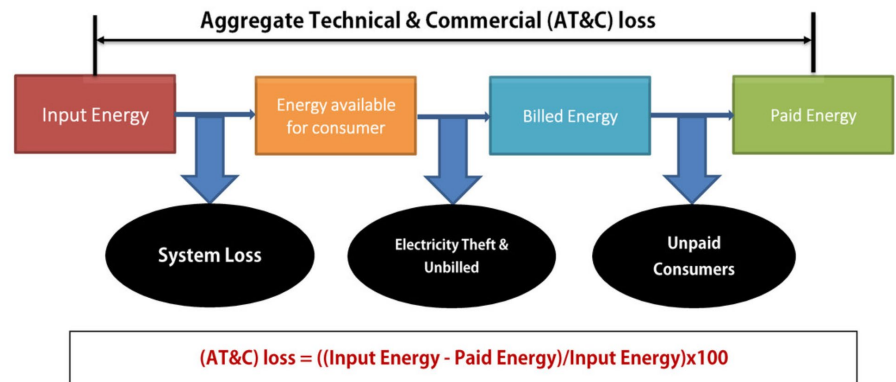 Aggregate Technical & Commercial (AT&C) loss
Input Energy
Energy available
for consumer
Billed Energy
Paid Energy
System Loss
Electricity Theft &
Unbilled
Unpaid
Consumers
(AT&C) loss = ((Input Energy - Paid Energy)/Input Energy)x100